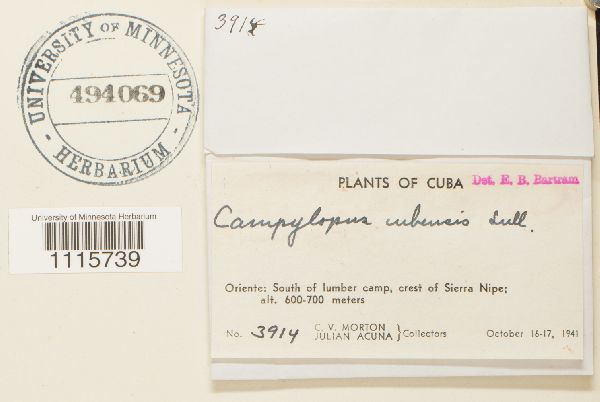 3914
UNIVERSITY OF MINNESOTA
494069
- HERBARIUM -
University of Minnesota Herbarium
1115739
PLANTS OF CUBA Det. E. B. Bartram
Campylopus cubensis Sull.
Oriente: South of lumber camp, crest of Sierra Nipe;
alt. 600-700 meters
No. 3914 C. V. MORTON
JULIAN ACUNA } Collectors October 16-17, 1941